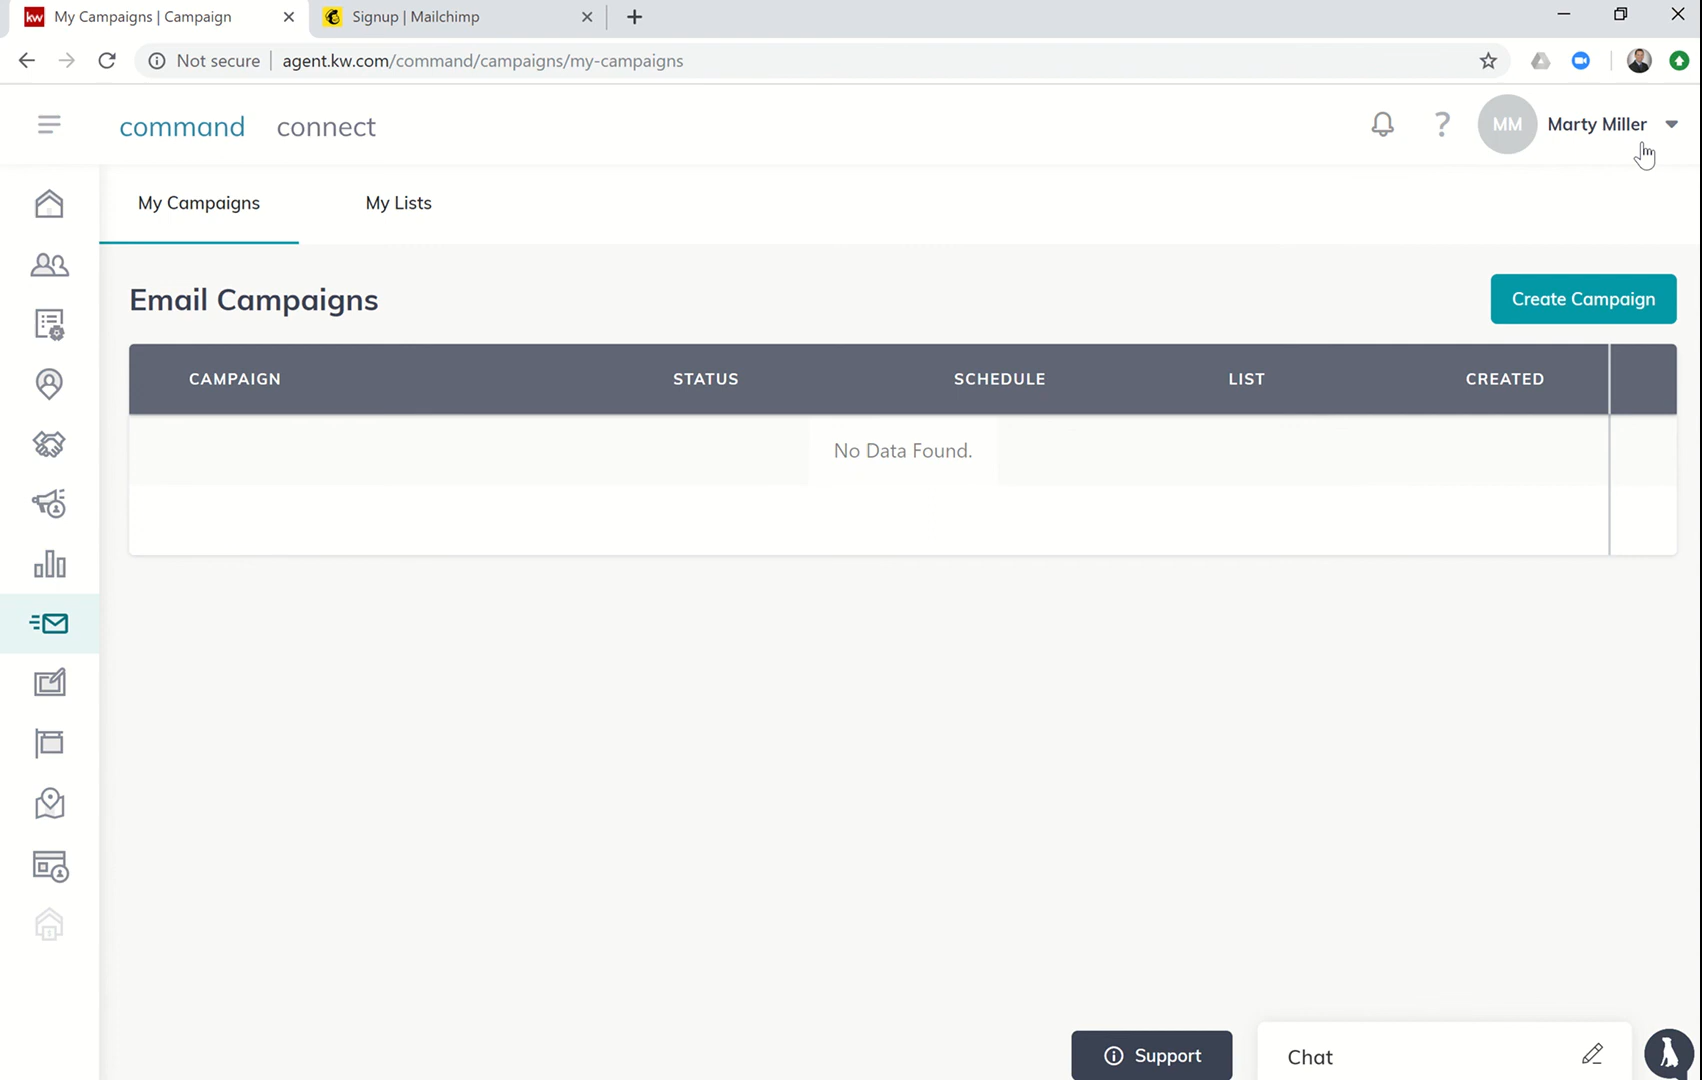 kw My Campaigns | Campaign
Signup | Mailchimp
Not secure | agent.kw.com/command/campaigns/my-campaigns
command connect
? MM Marty Miller
My Campaigns My Lists
Email Campaigns
Create Campaign
CAMPAIGN STATUS SCHEDULE LIST CREATED
No Data Found.
Support
Chat